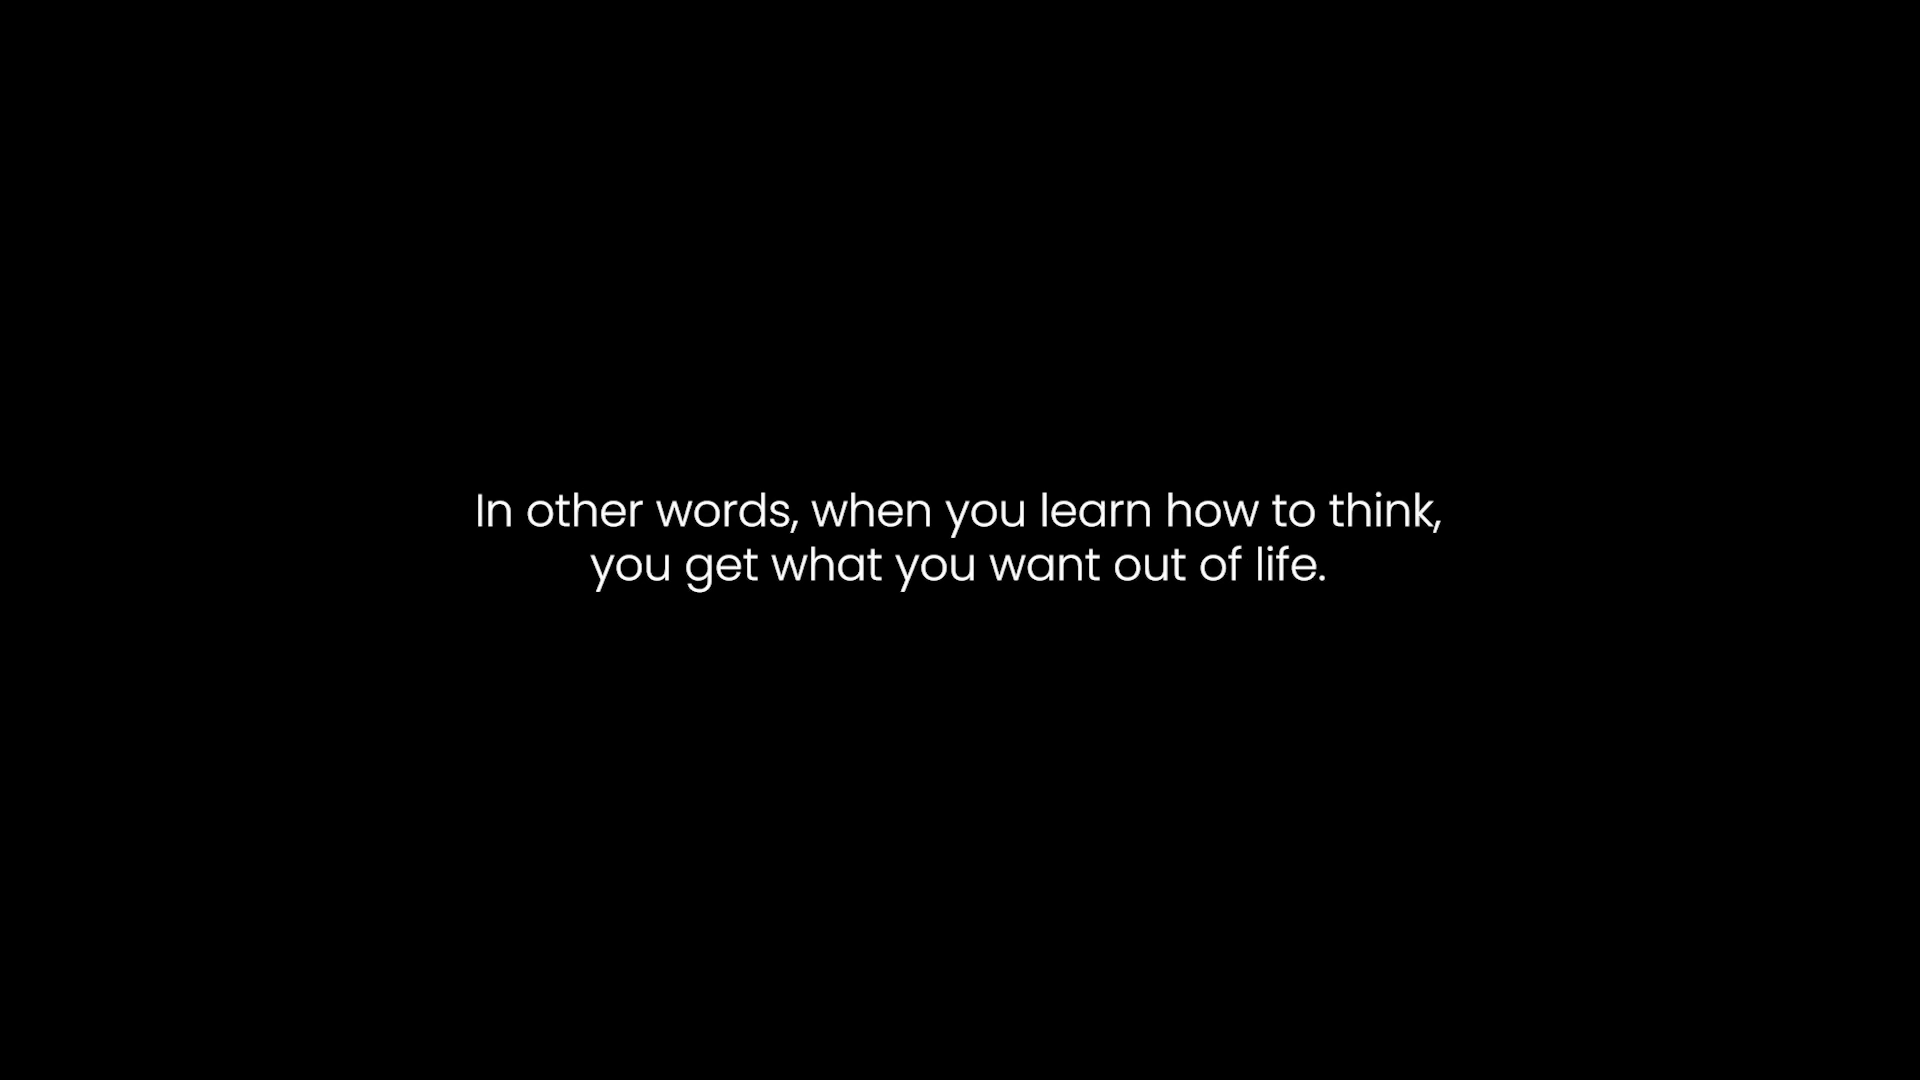 In other words, when you learn how to think,
you get what you want out of life.